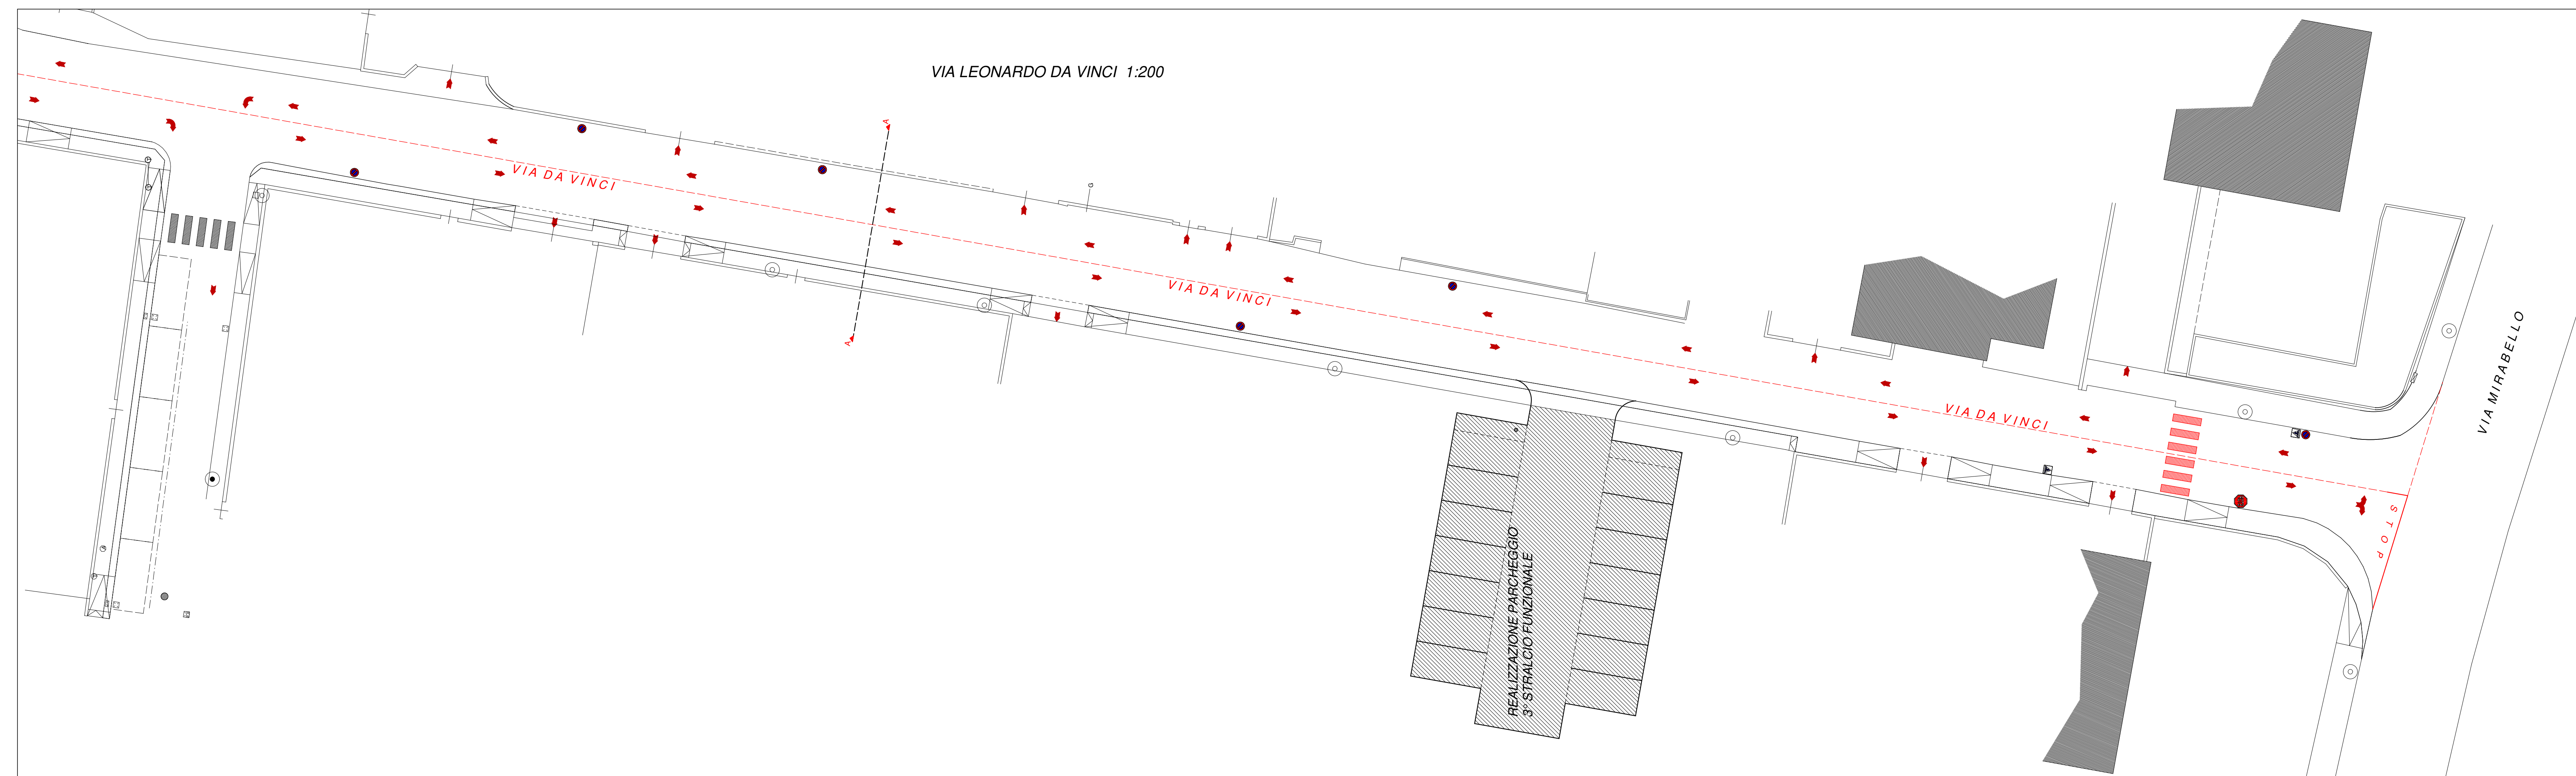 VIA LEONARDO DA VINCI 1:200
A
VIA DA VINCI
G
VIA DA VINCI
A
VIA MIRABELLO
VIA DA VINCI
STOP
REALIZZAZIONE PARCHEGGIO
3° STRALCIO FUNZIONALE